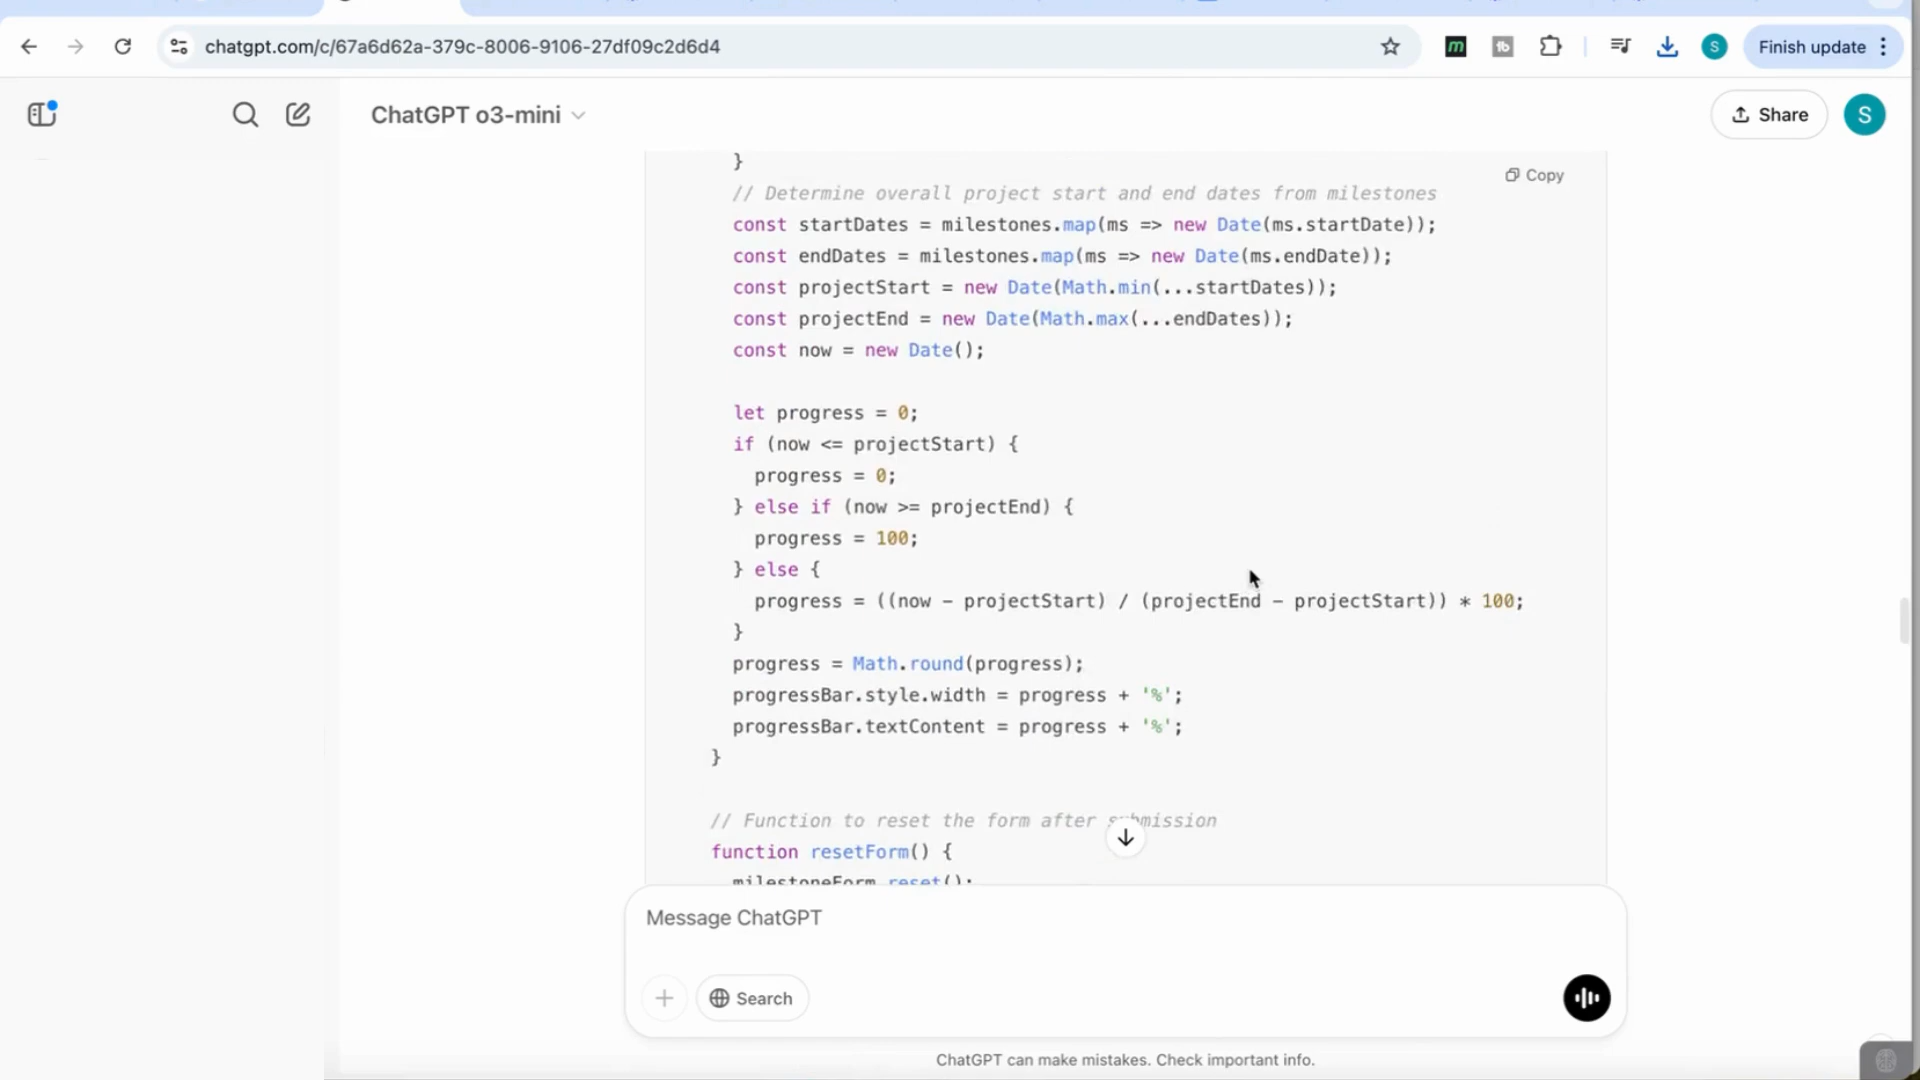 chatgpt.com/c/67a6d62a-379c-8006-9106-27df09c2d6d4
Finish update
ChatGPT o3-mini
Share
S
Copy
}
// Determine overall project start and end dates from milestones
const startDates = milestones.map(ms => new Date(ms.startDate));
const endDates = milestones.map(ms => new Date(ms.endDate));
const projectStart = new Date(Math.min(...startDates));
const projectEnd = new Date(Math.max(...endDates));
const now = new Date();
let progress = 0;
if (now <= projectStart) {
progress = 0;
} else if (now >= projectEnd) {
progress = 100;
} else {
progress = ((now - projectStart) / (projectEnd - projectStart)) * 100;
}
progress = Math.round(progress);
progressBar.style.width = progress + '%';
progressBar.textContent = progress + '%';
}
// Function to reset the form after submission
function resetForm() {
milestoneForm.reset();
Message ChatGPT
Search
ChatGPT can make mistakes. Check important info.